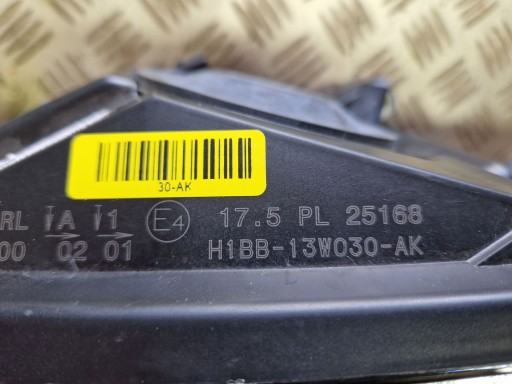 30-AK
RL IA I1 E4 17.5 PL 25168
00 02 01 H1BB-13W030-AK